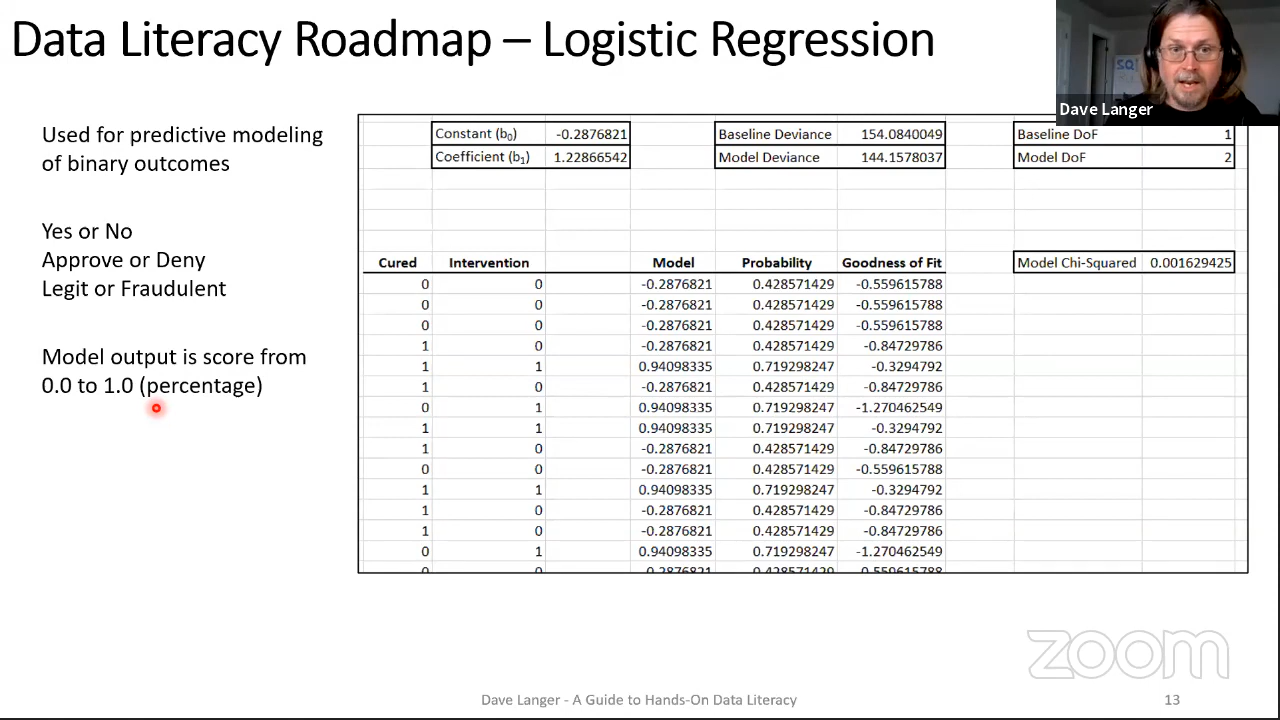 Data Literacy Roadmap – Logistic Regression
Dave Langer
Used for predictive modeling
of binary outcomes
Yes or No
Approve or Deny
Legit or Fraudulent
Model output is score from
0.0 to 1.0 (percentage)
Constant (b0) -0.2876821 Baseline Deviance 154.0840049 Baseline DoF 1
Coefficient (b1) 1.22866542 Model Deviance 144.1578037 Model DoF 2
Cured Intervention Model Probability Goodness of Fit Model Chi-Squared 0.001629425
0 0 -0.2876821 0.428571429 -0.559615788
0 0 -0.2876821 0.428571429 -0.559615788
0 0 -0.2876821 0.428571429 -0.559615788
1 0 -0.2876821 0.428571429 -0.84729786
1 1 0.94098335 0.719298247 -0.3294792
1 0 -0.2876821 0.428571429 -0.84729786
0 1 0.94098335 0.719298247 -1.270462549
1 1 0.94098335 0.719298247 -0.3294792
1 0 -0.2876821 0.428571429 -0.84729786
0 0 -0.2876821 0.428571429 -0.559615788
1 1 0.94098335 0.719298247 -0.3294792
1 0 -0.2876821 0.428571429 -0.84729786
1 0 -0.2876821 0.428571429 -0.84729786
0 1 0.94098335 0.719298247 -1.270462549
zoom
Dave Langer - A Guide to Hands-On Data Literacy
13